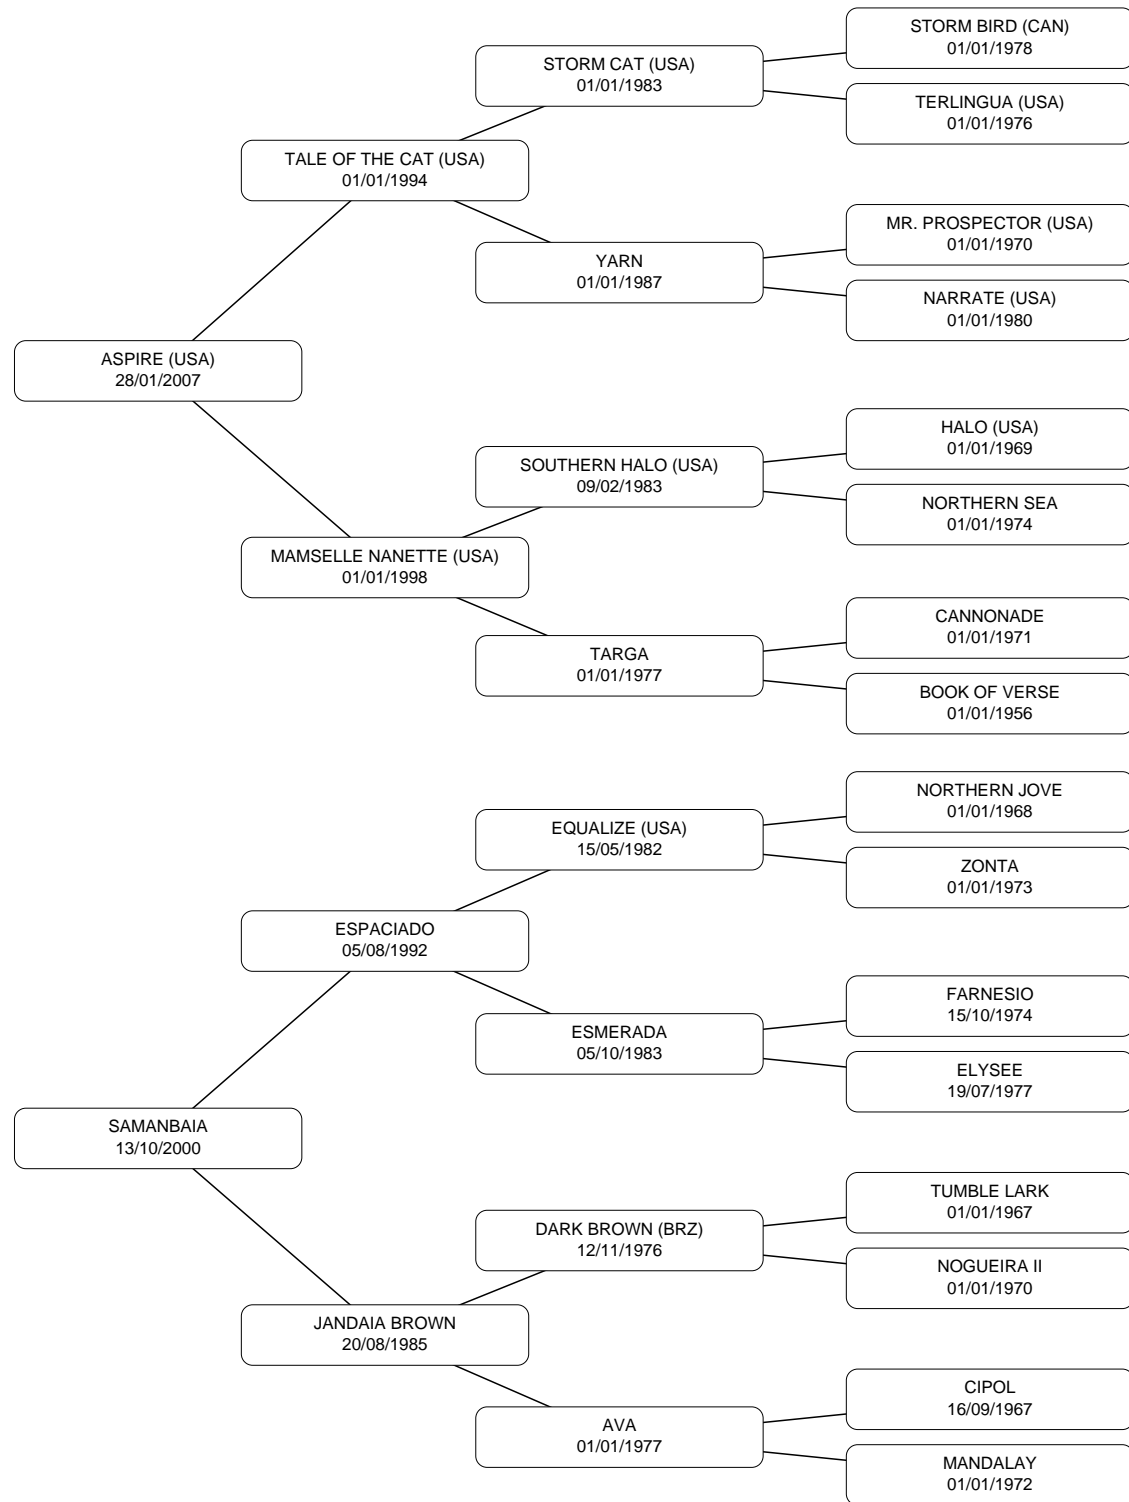 STORM BIRD (CAN)
01/01/1978
STORM CAT (USA)
01/01/1983
TERLINGUA (USA)
01/01/1976
TALE OF THE CAT (USA)
01/01/1994
MR. PROSPECTOR (USA)
01/01/1970
YARN
01/01/1987
NARRATE (USA)
01/01/1980
ASPIRE (USA)
28/01/2007
HALO (USA)
01/01/1969
SOUTHERN HALO (USA)
09/02/1983
NORTHERN SEA
01/01/1974
MAMSELLE NANETTE (USA)
01/01/1998
CANNONADE
01/01/1971
TARGA
01/01/1977
BOOK OF VERSE
01/01/1956
NORTHERN JOVE
01/01/1968
EQUALIZE (USA)
15/05/1982
ZONTA
01/01/1973
ESPACIADO
05/08/1992
FARNESIO
15/10/1974
ESMERADA
05/10/1983
ELYSEE
19/07/1977
SAMANBAIA
13/10/2000
TUMBLE LARK
01/01/1967
DARK BROWN (BRZ)
12/11/1976
NOGUEIRA II
01/01/1970
JANDAIA BROWN
20/08/1985
CIPOL
16/09/1967
AVA
01/01/1977
MANDALAY
01/01/1972